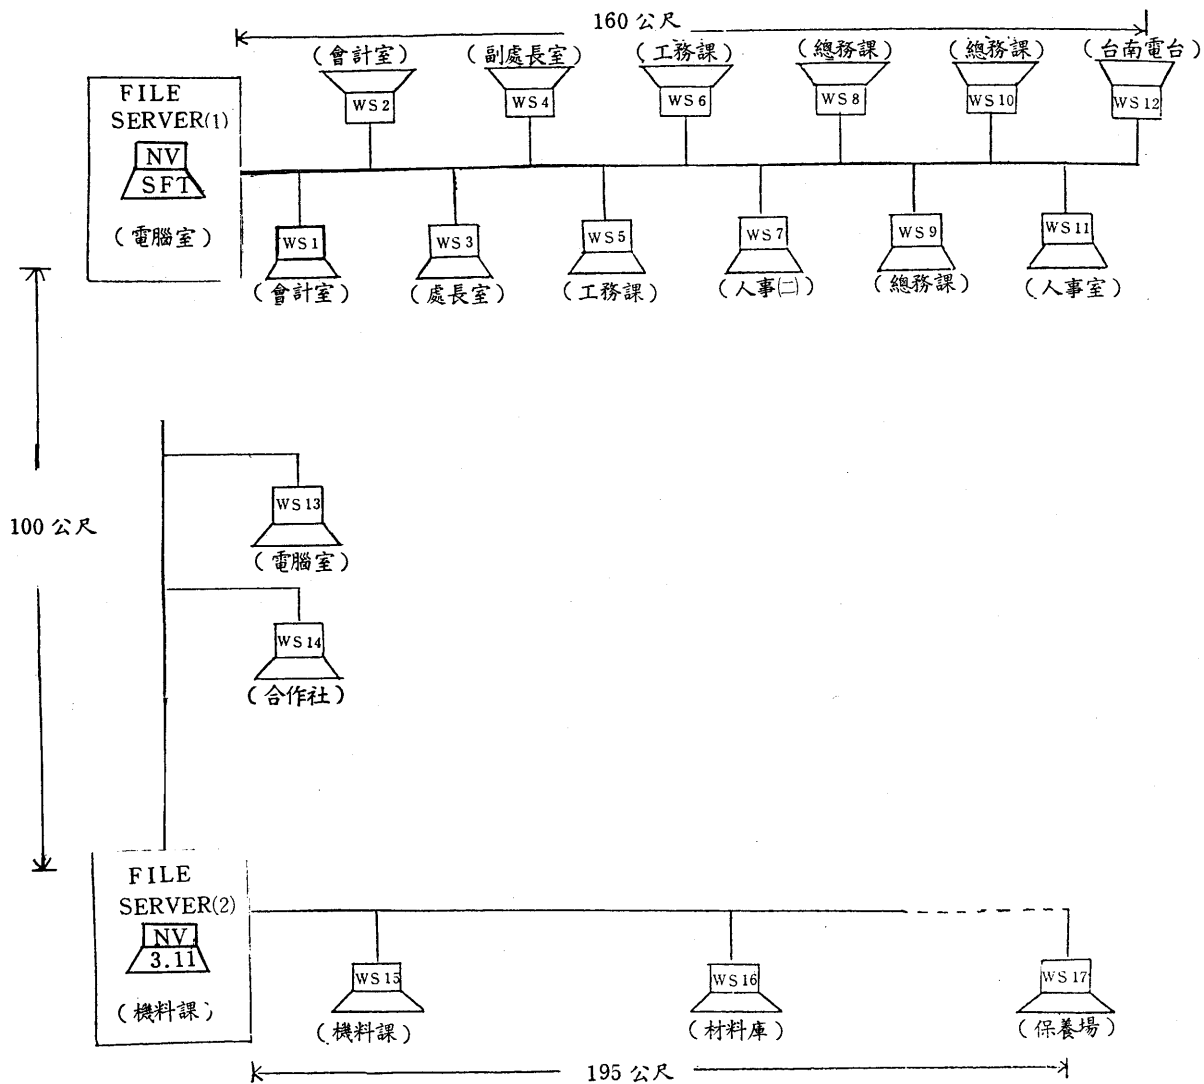 160 公尺
(會計室)
(副處長室)
(工務課)
(總務課)
(總務課)
(台南電台)
FILE
SERVER(1)
NV
SFT
(電腦室)
WS 2
WS 4
WS 6
WS 8
WS 10
WS 12
WS 1
WS 3
WS 5
WS 7
WS 9
WS 11
(會計室)
(處長室)
(工務課)
(人事㈡)
(總務課)
(人事室)
100 公尺
WS 13
(電腦室)
WS 14
(合作社)
FILE
SERVER(2)
NV
3.11
(機料課)
WS 15
WS 16
WS 17
(機料課)
(材料庫)
(保養場)
195 公尺